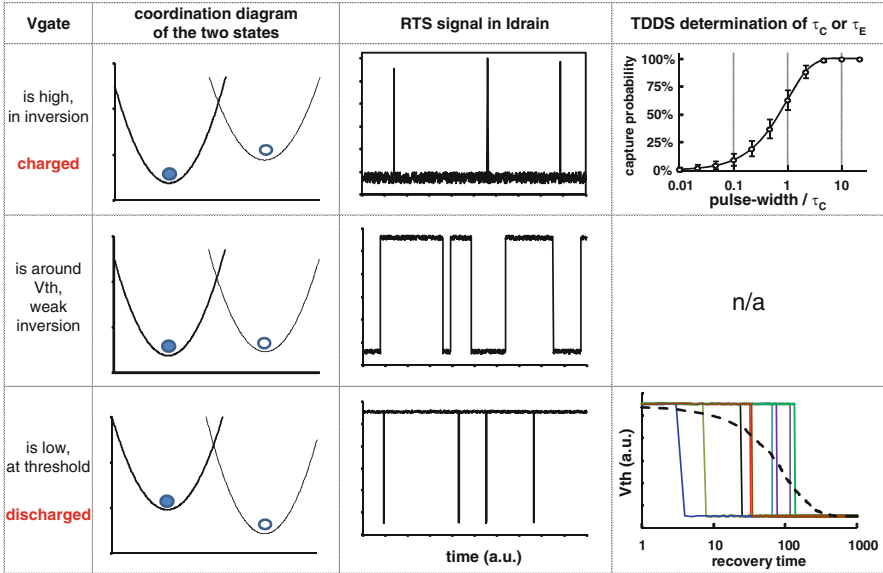 Vgate
coordination diagram
of the two states
RTS signal in Idrain
TDDS determination of τC or τE
is high,
in inversion
charged
capture probability
100%
75%
50%
25%
0%
0.01 0.1 1 10
pulse-width / τC
is around
Vth,
weak
inversion
n/a
is low,
at threshold
discharged
time (a.u.)
Vth (a.u.)
1 10 100 1000
recovery time